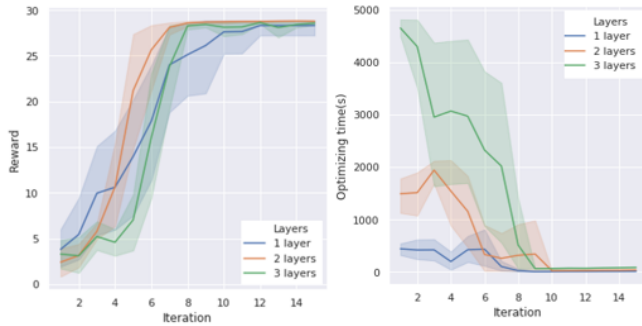 30
25
20
15
10
5
0
Reward
2 4 6 8 10 12 14
Iteration
Layers
1 layer
2 layers
3 layers
5000
4000
3000
2000
1000
0
Optimizing time(s)
2 4 6 8 10 12 14
Iteration
Layers
1 layer
2 layers
3 layers